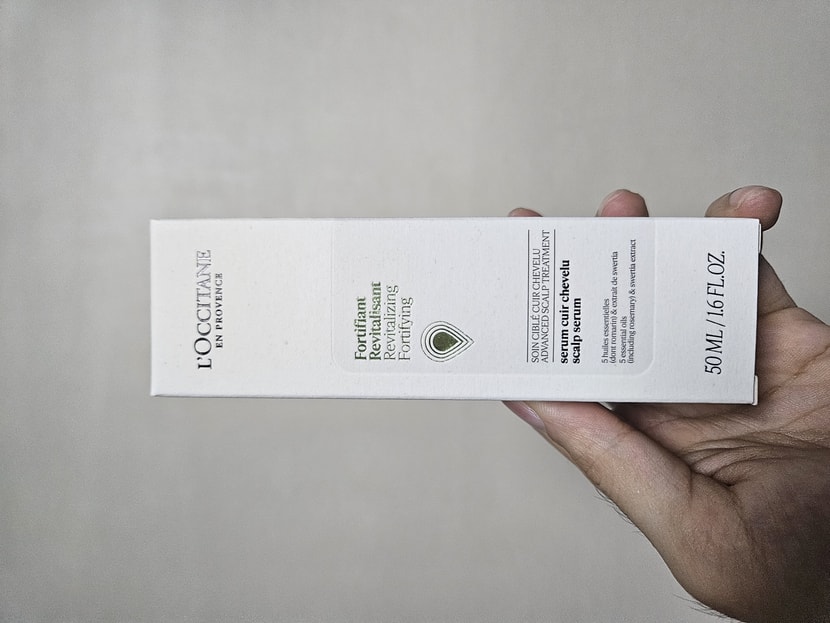 L'OCCITANE
EN PROVENCE
Fortifiant
Revitalisant
Revitalizing
Fortifying
SOIN CIBLÉ CUIR CHEVELU
ADVANCED SCALP TREATMENT
serum cuir chevelu
scalp serum
5 huiles essentielles
(dont romarin) & extrait de swertia
5 essential oils
(including rosemary) & swertia extract
50 ML / 1.6 FL.OZ.